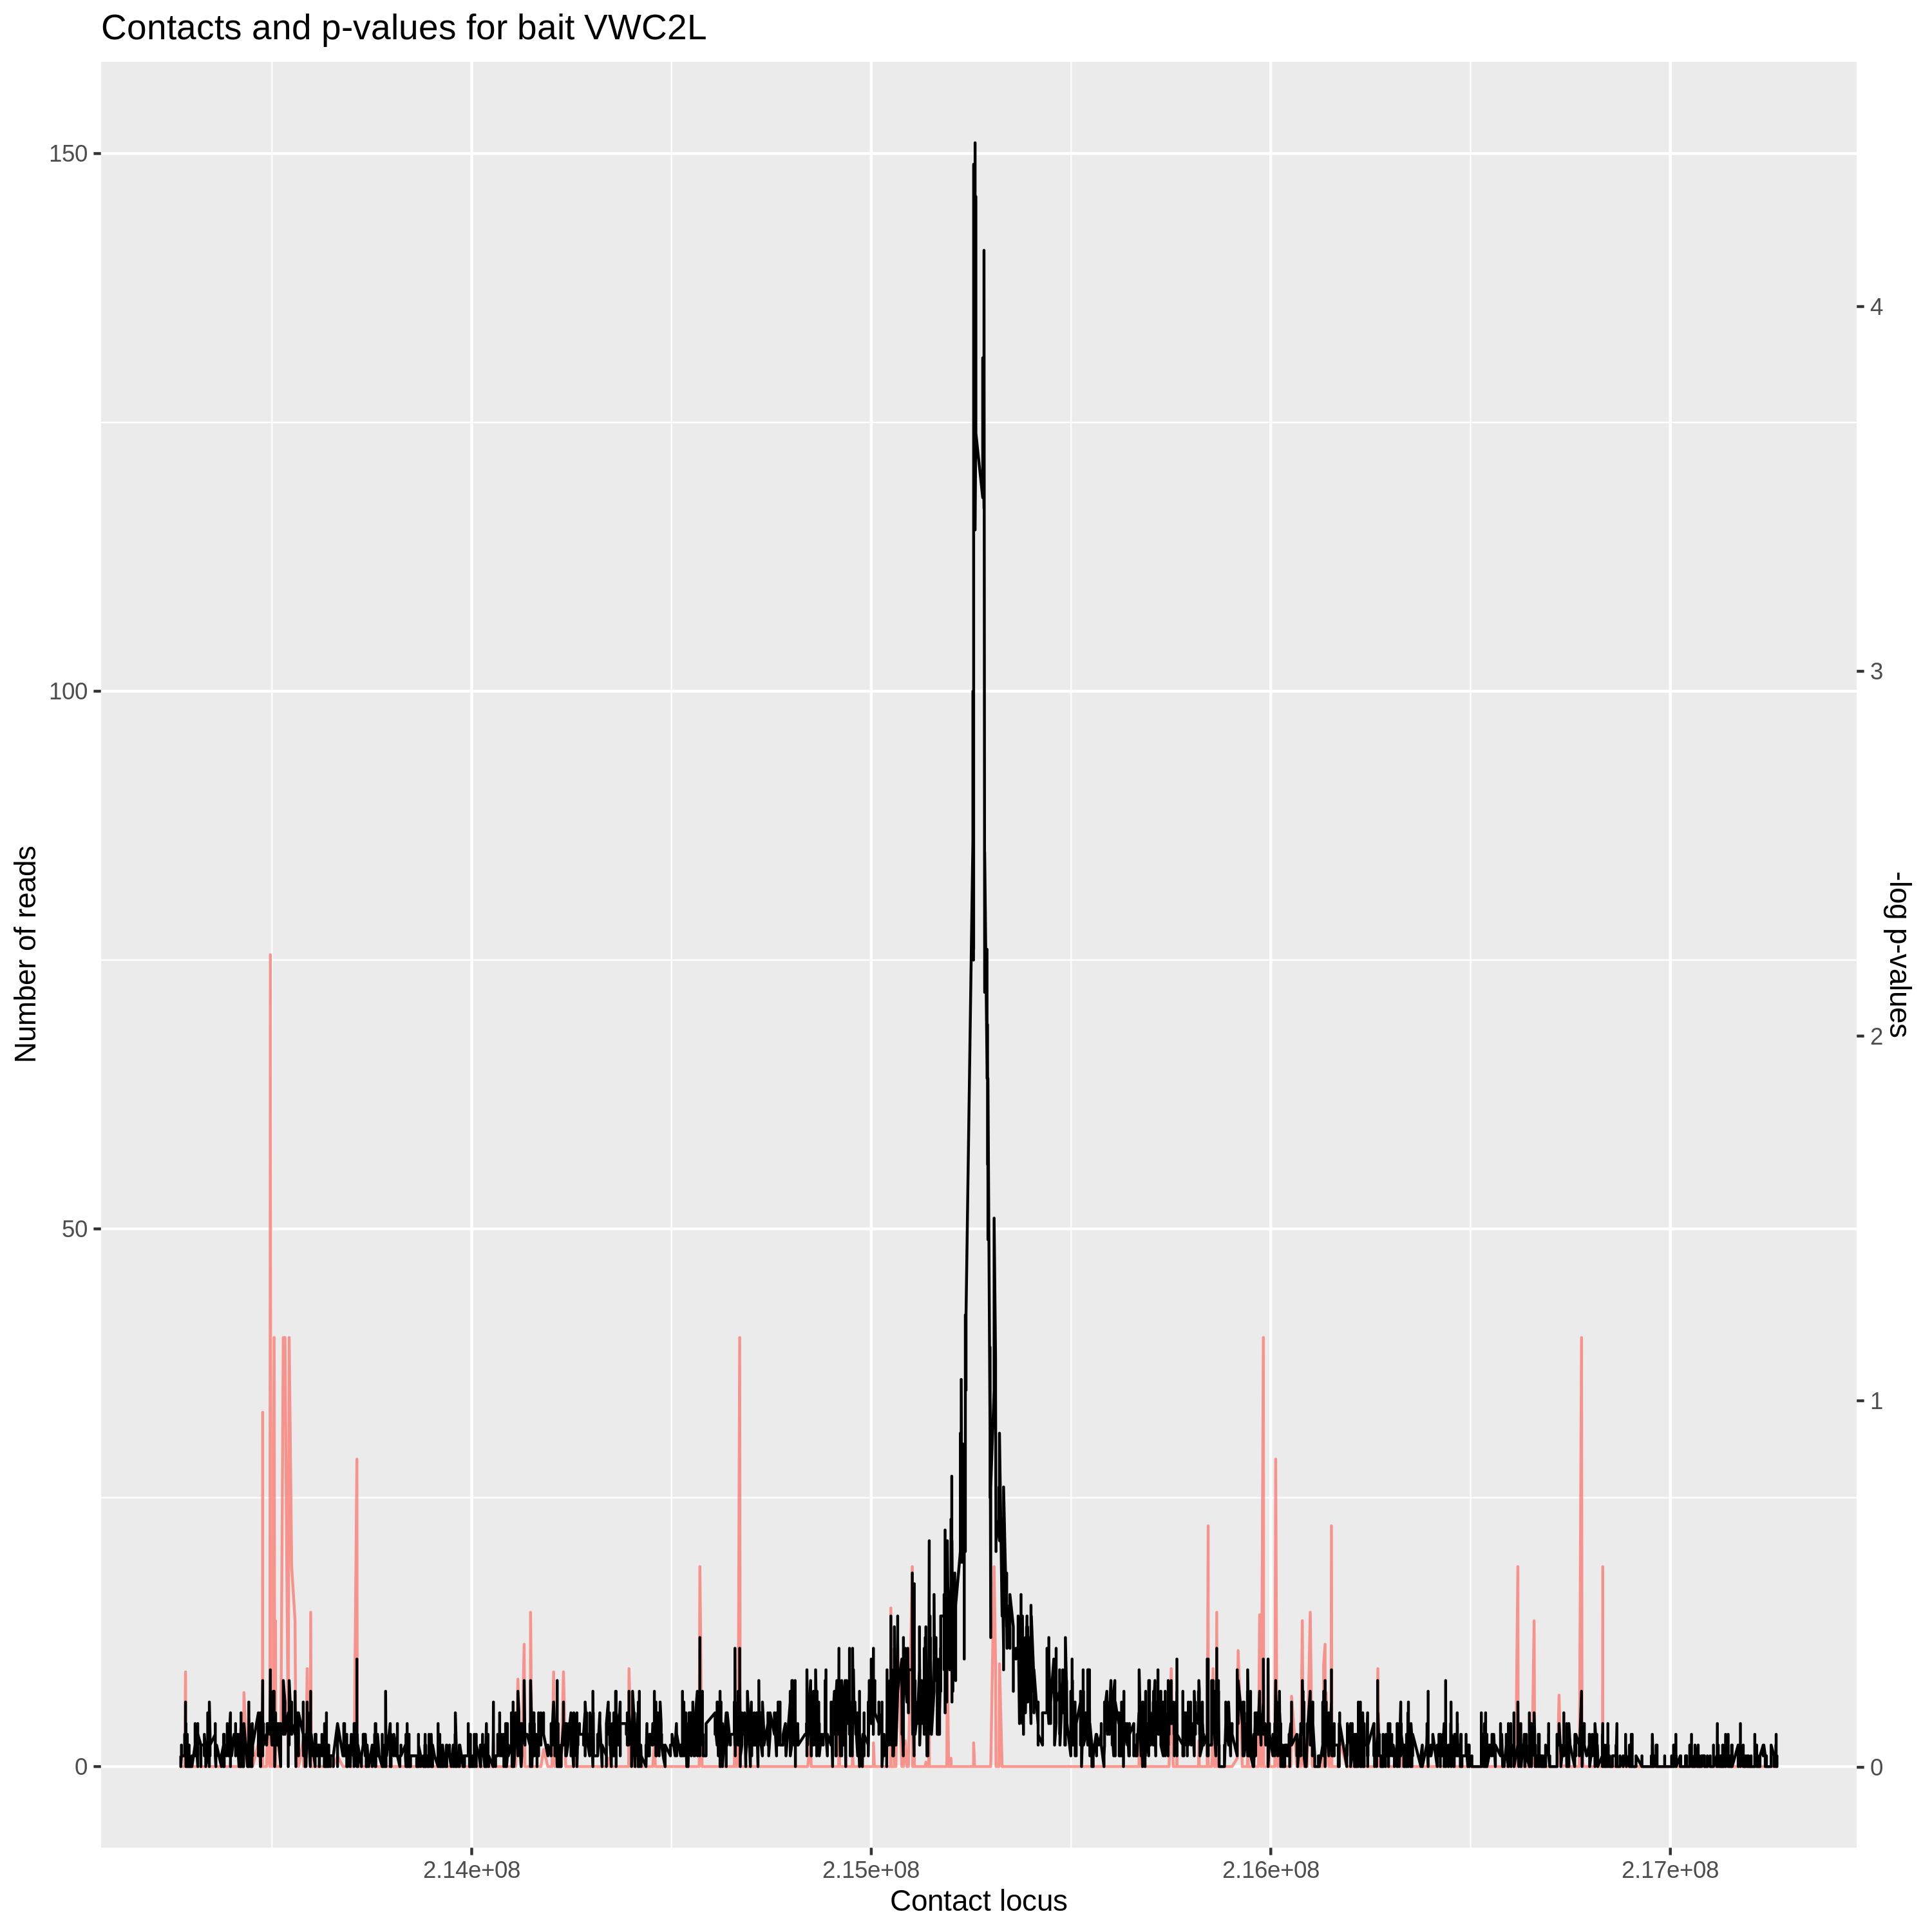 Contacts and p-values for bait VWC2L
150
100
50
0
Number of reads
4
3
2
1
0
-log p-values
2.14e+08
2.15e+08
2.16e+08
2.17e+08
Contact locus